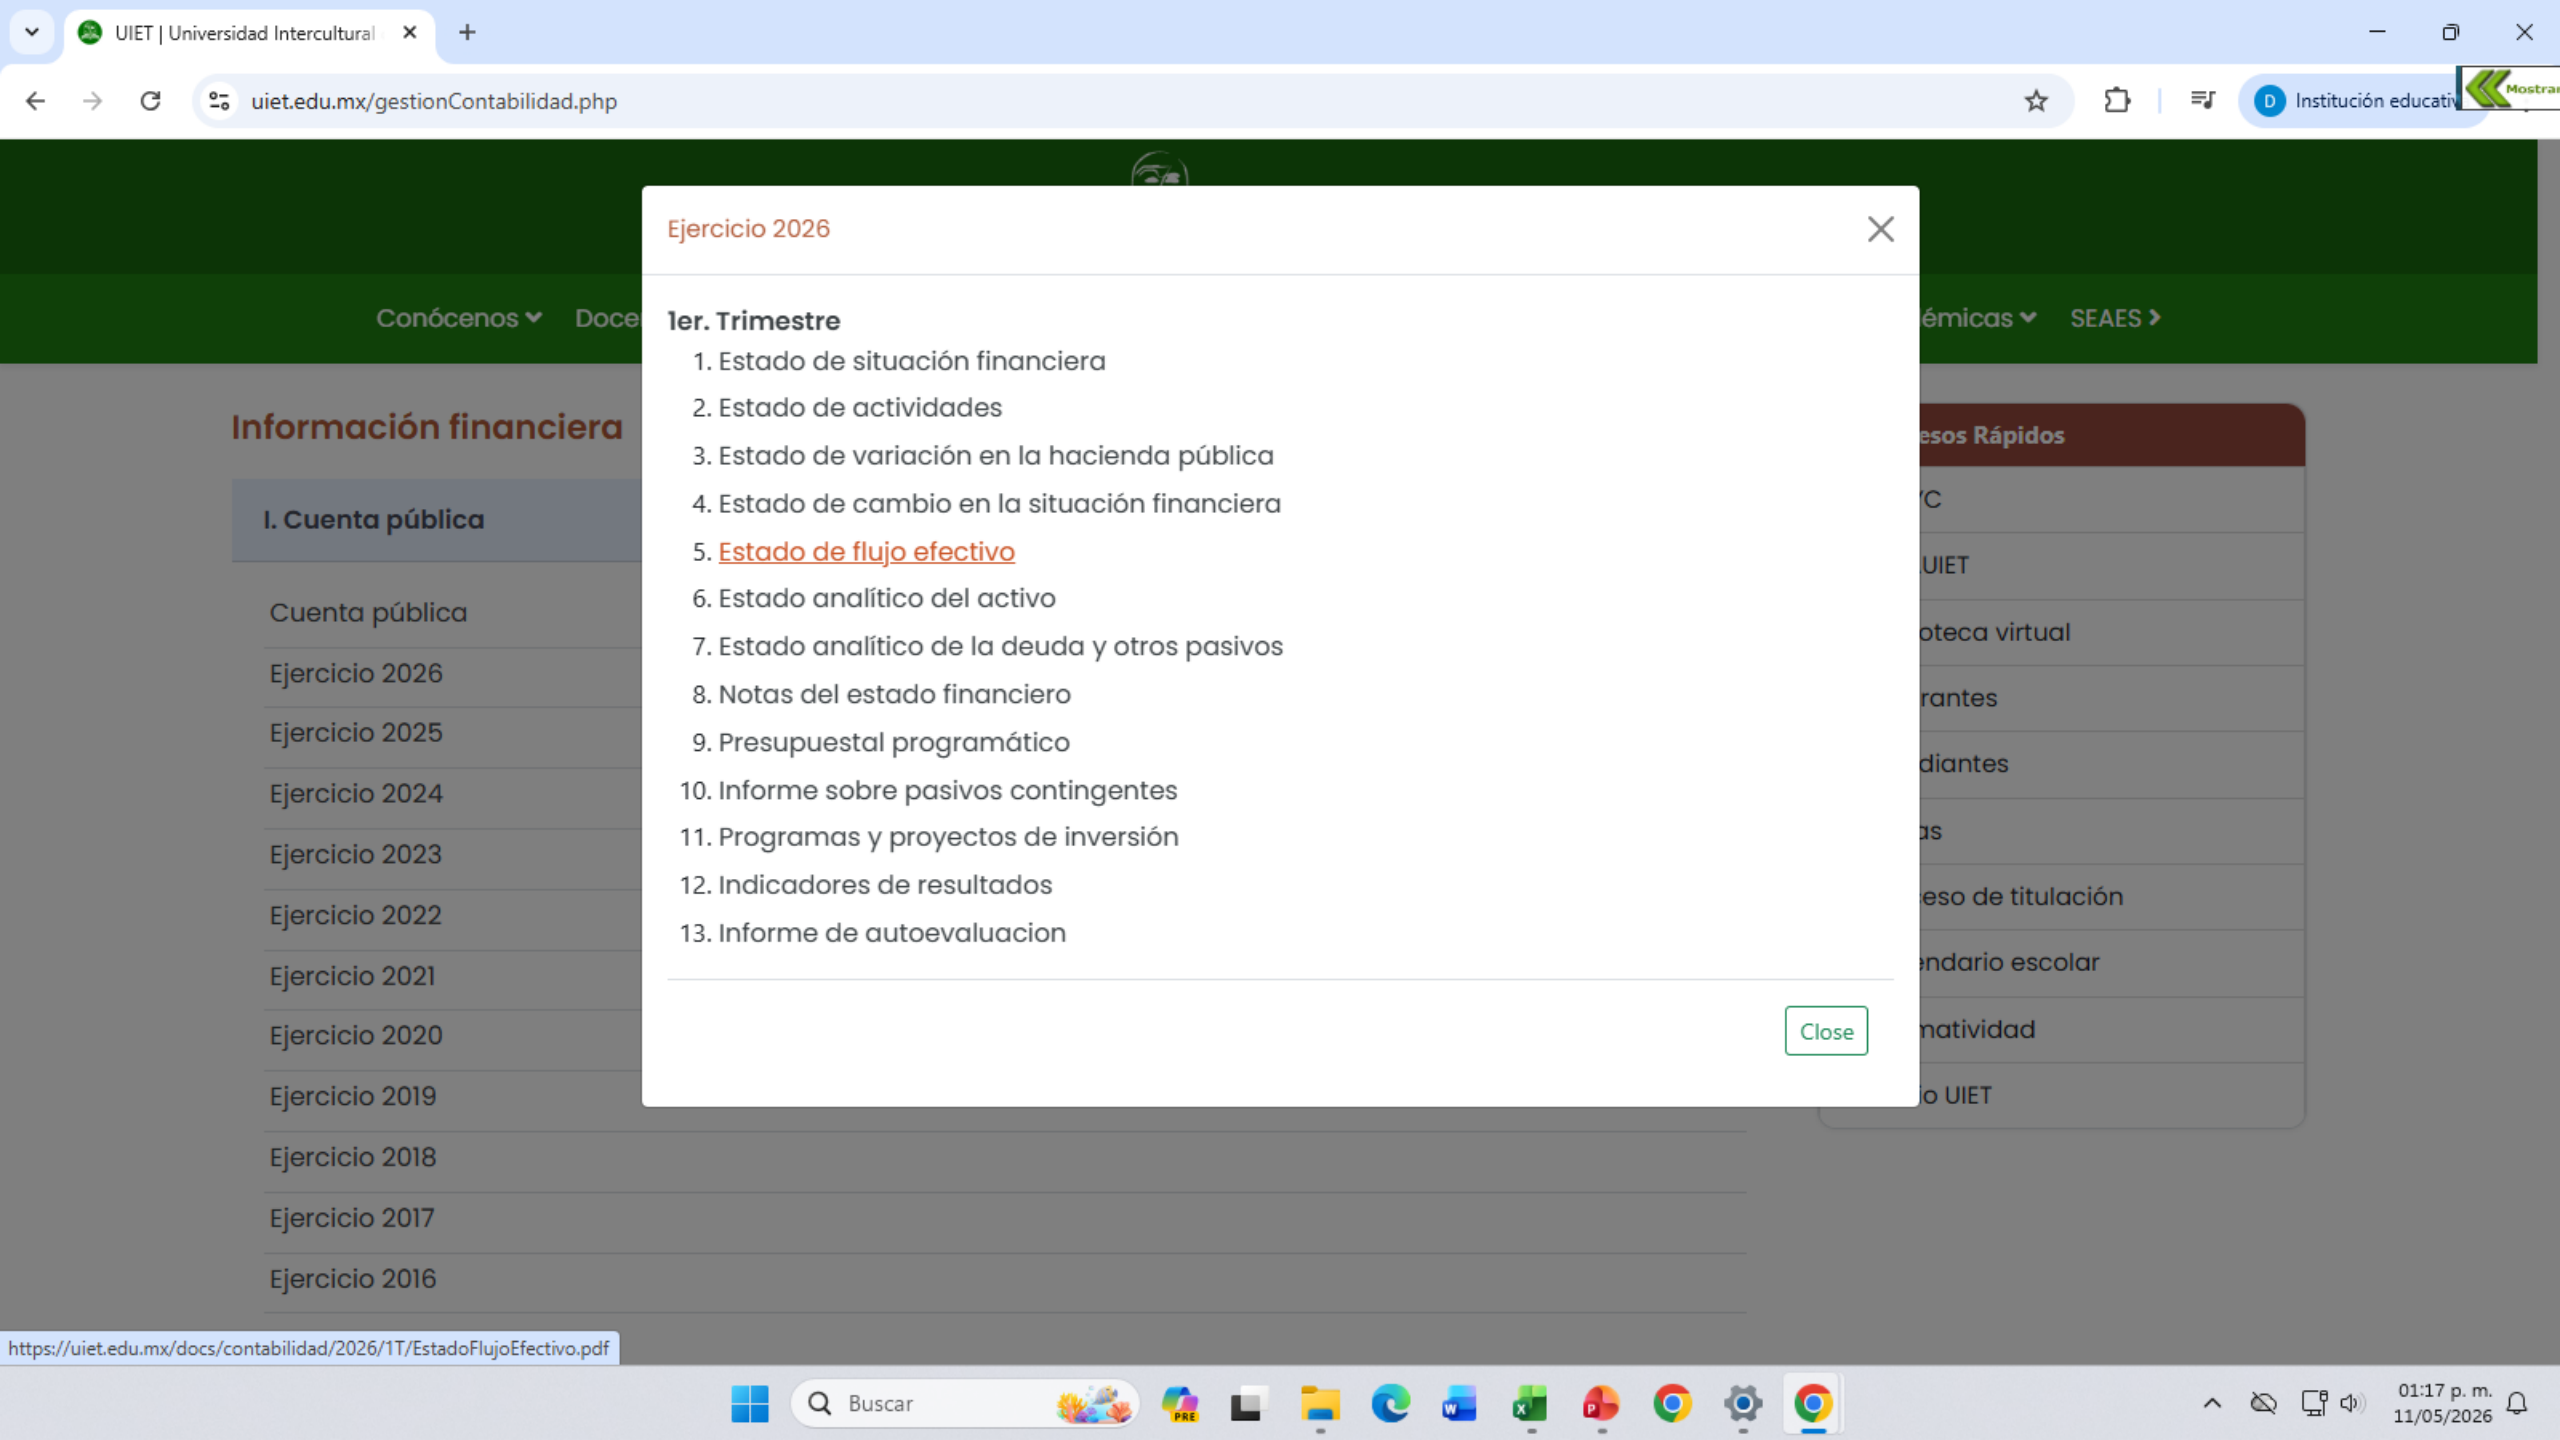 UIET | Universidad Intercultural
uiet.edu.mx/gestionContabilidad.php
D
Institución educativ
Mostrar
Ejercicio 2026
Conócenos
Docen
émicas
SEAES
1er. Trimestre
1. Estado de situación financiera
2. Estado de actividades
3. Estado de variación en la hacienda pública
4. Estado de cambio en la situación financiera
5. Estado de flujo efectivo
6. Estado analítico del activo
7. Estado analítico de la deuda y otros pasivos
8. Notas del estado financiero
9. Presupuestal programático
10. Informe sobre pasivos contingentes
11. Programas y proyectos de inversión
12. Indicadores de resultados
13. Informe de autoevaluacion
Close
Información financiera
I. Cuenta pública
Cuenta pública
Ejercicio 2026
Ejercicio 2025
Ejercicio 2024
Ejercicio 2023
Ejercicio 2022
Ejercicio 2021
Ejercicio 2020
Ejercicio 2019
Ejercicio 2018
Ejercicio 2017
Ejercicio 2016
esos Rápidos
C
UIET
oteca virtual
rantes
diantes
as
eso de titulación
endario escolar
matividad
io UIET
https://uiet.edu.mx/docs/contabilidad/2026/1T/EstadoFlujoEfectivo.pdf
Buscar
PRE
01:17 p. m.
11/05/2026